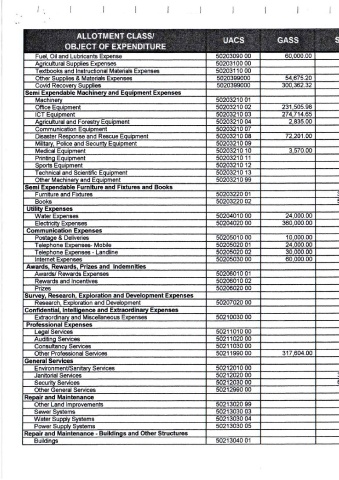 ALLOTMENT CLASS/ OBJECT OF EXPENDITURE UACS GASS S
Fuel, Oil and Lubricants Expense 50203090 00 60,000.00
Agricultural Supplies Expenses 50203100 00
Textbooks and Instructional Materials Expenses 50203110 00
Other Supplies & Materials Expenses 50203990000 54,675.20
Covid Recovery Supplies 50203990000 300,362.32
Semi Expendable Machinery and Equipment Expenses
Machinery 50203210 01
Office Equipment 50203210 02 231,505.98
ICT Equipment 50203210 03 274,714.65
Agricultural and Forestry Equipment 50203210 04 2,835.00
Communication Equipment 50203210 07
Disaster Response and Rescue Equipment 50203210 08 72,201.00
Military, Police and Security Equipment 50203210 09
Medical Equipment 50203210 10 3,570.00
Printing Equipment 50203210 11
Sports Equipment 50203210 12
Technical and Scientific Equipment 50203210 13
Other Machinery and Equipment 50203210 99
Semi Expendable Furniture and Fixtures and Books
Furniture and Fixtures 50203220 01
Books 50203220 02
Utility Expenses
Water Expenses 50204010 00 24,000.00
Electricity Expenses 50204020 00 360,000.00
Communication Expenses
Postage & Deliveries 50205010 00 10,000.00
Telephone Expenses- Mobile 50205020 01 24,000.00
Telephone Expenses - Landline 50205020 02 30,000.00
Internet Expenses 50205030 00 60,000.00
Awards, Rewards, Prizes and Indemnities
Awards/ Rewards Expenses 50206010 01
Rewards and Incentives 50206010 02
Prizes 50206020 00
Survey, Research, Exploration and Development Expenses
Research, Exploration and Development 50207020 00
Confidential, Intelligence and Extraordinary Expenses
Extraordinary and Miscellaneous Expenses 50210030 00
Professional Expenses
Legal Services 50211010 00
Auditing Services 50211020 00
Consultancy Services 50211030 00
Other Professional Services 50211990 00 317,604.00
General Services
Environment/Sanitary Services 50212010 00
Janitorial Services 50212020 00
Security Services 50212030 00
Other General Services 50212990 00
Repair and Maintenance
Other Land Improvements 50213020 99
Sewer Systems 50213030 03
Water Supply Systems 50213030 04
Power Supply Systems 50213030 05
Repair and Maintenance - Buildings and Other Structures
Buildings 50213040 01